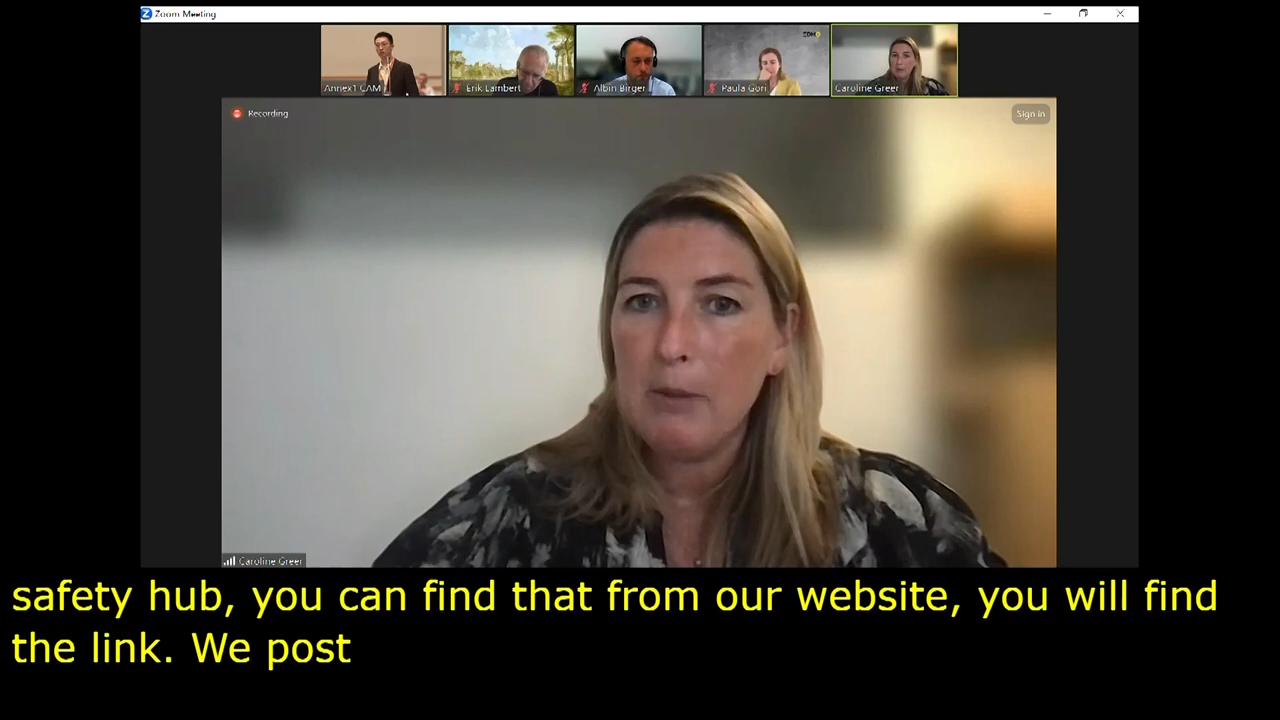 Zoom Meeting
Annex1 CAM
Erik Lambert
Albin Birger
Paula Gori
Caroline Greer
Recording
Sign in
Caroline Greer
safety hub, you can find that from our website, you will find
the link. We post